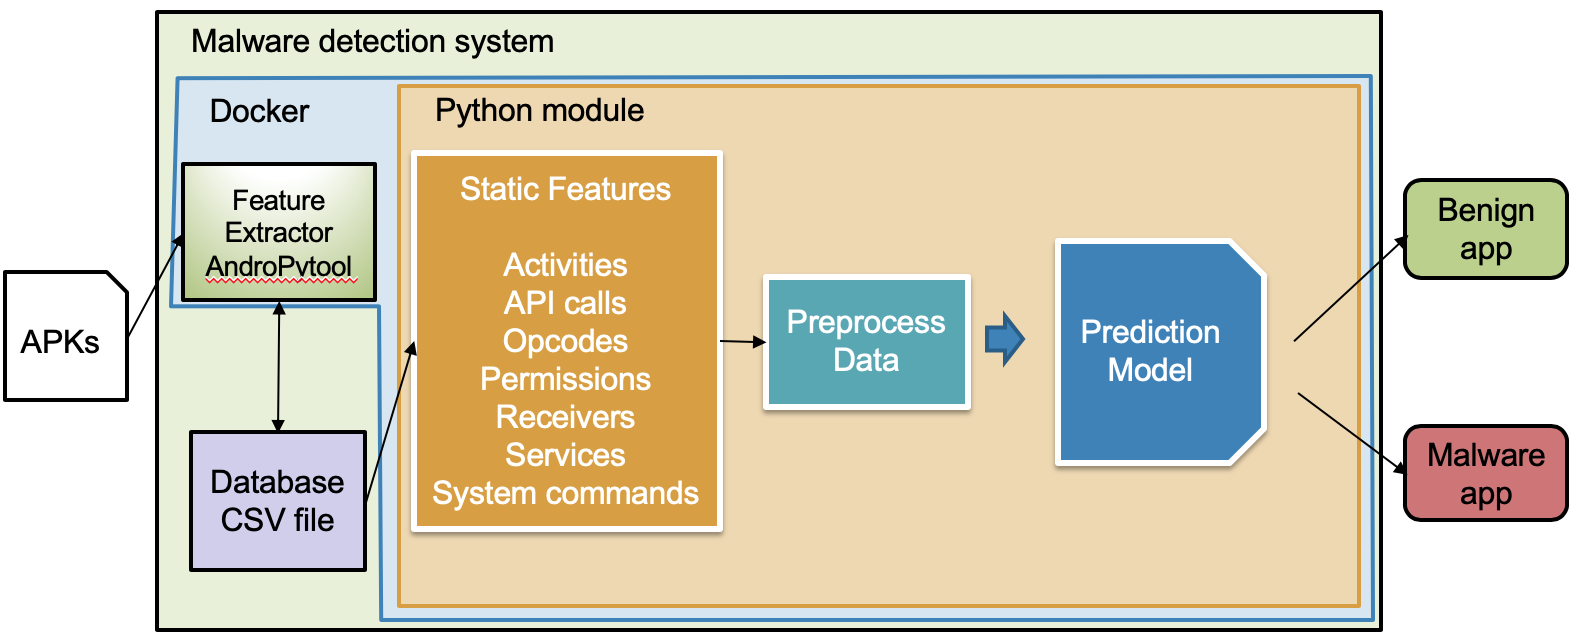 Malware detection system
Docker
Python module
Feature
Extractor
AndroPytool
APKs
Database
CSV file
Static Features
Activities
API calls
Opcodes
Permissions
Receivers
Services
System commands
Preprocess
Data
Prediction
Model
Benign
app
Malware
app